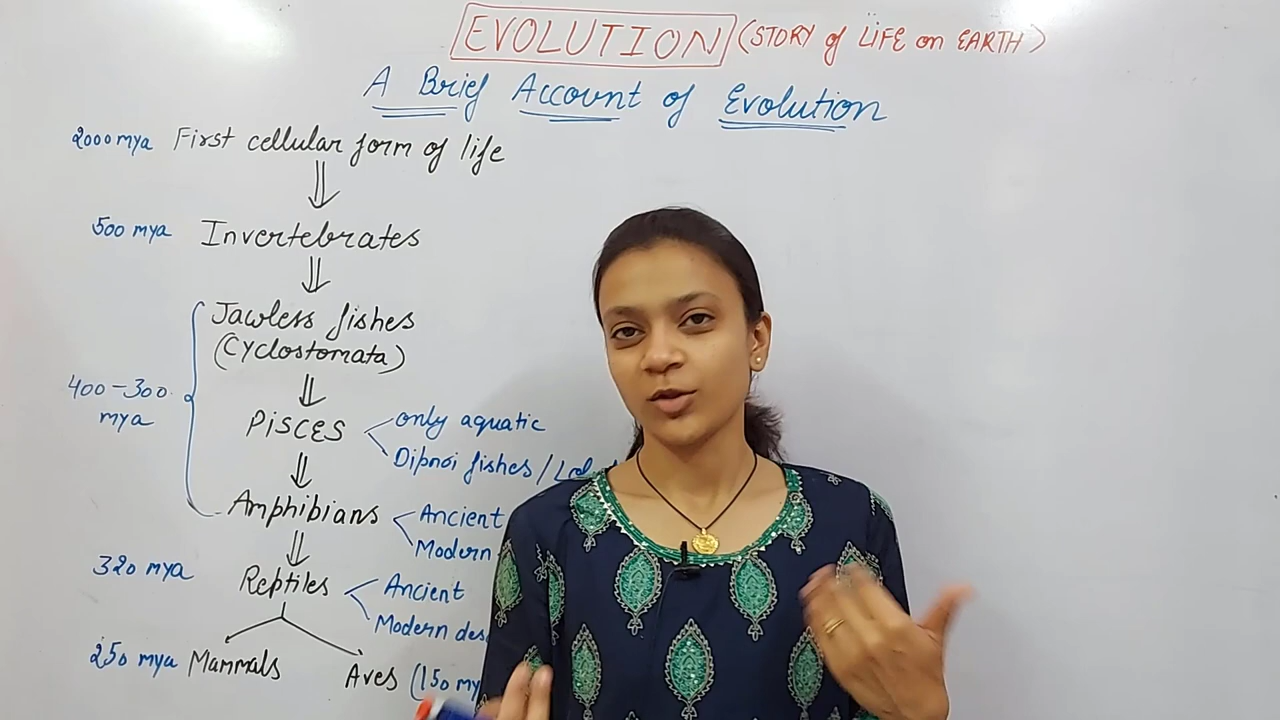 EVOLUTION (STORY of LIFE on EARTH)
A Brief Account of Evolution
2000 mya First cellular form of life
500 mya Invertebrates
Jawless fishes
(Cyclostomata)
400-300 mya
PISCES
only aquatic
Dipnoi fishes /
Amphibians
Ancient
Modern
320 mya Reptiles
Ancient
Modern
250 mya Mammals
Aves (150 my